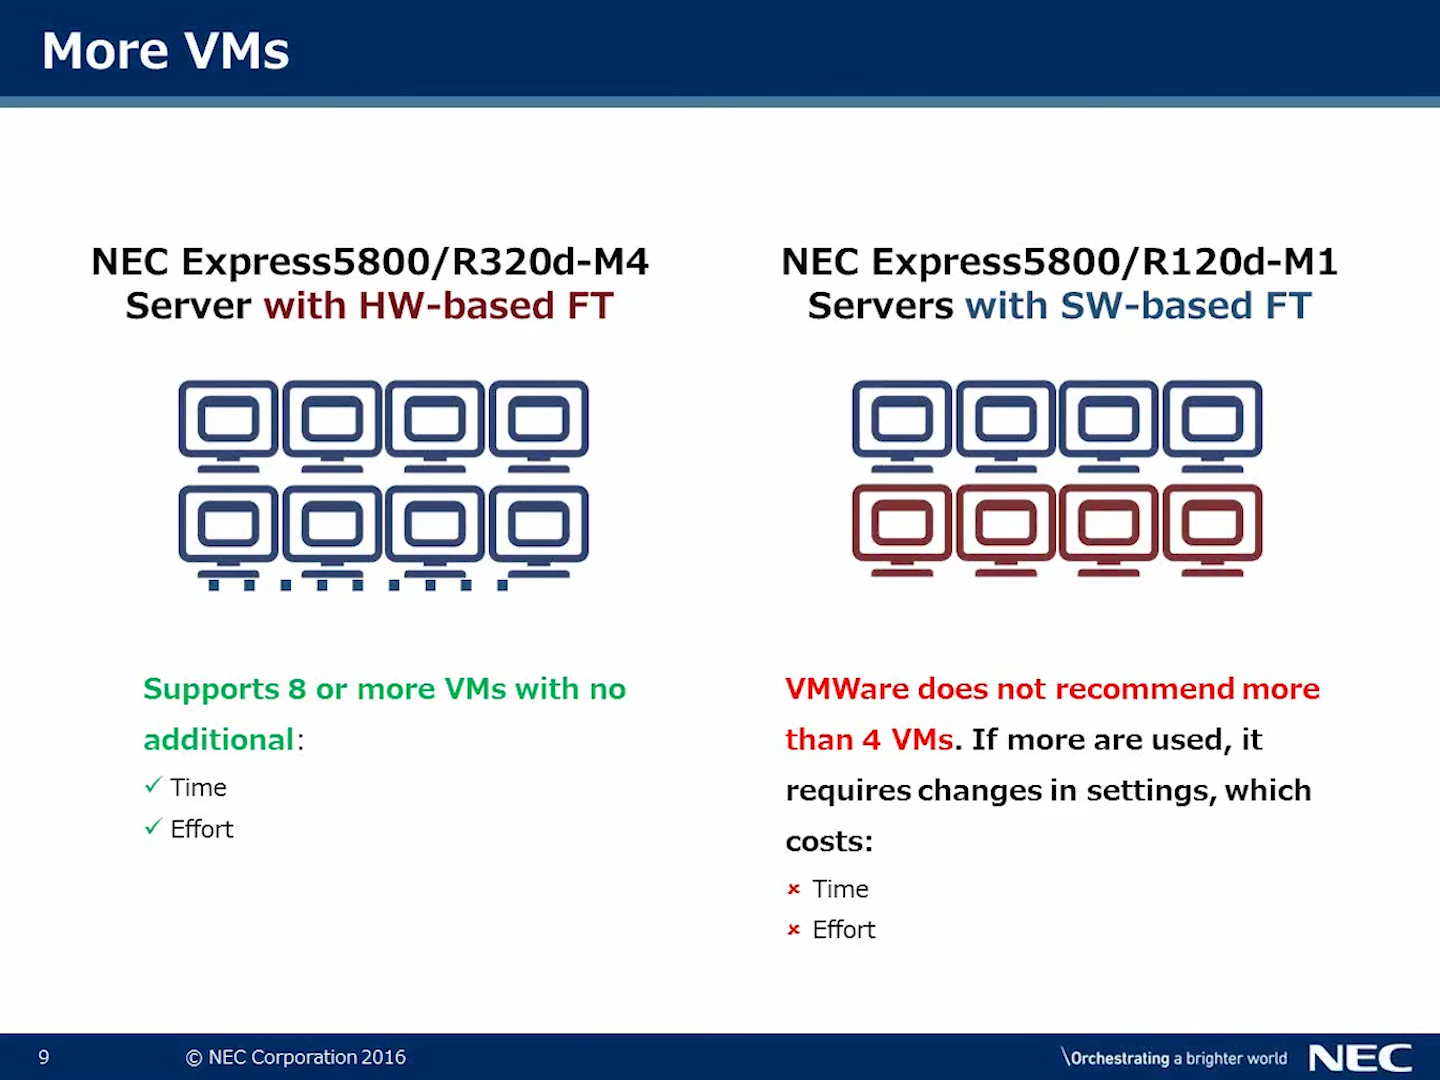 More VMs
NEC Express5800/R320d-M4
Server with HW-based FT
NEC Express5800/R120d-M1
Servers with SW-based FT
Supports 8 or more VMs with no
additional:
✓ Time
✓ Effort
VMWare does not recommend more
than 4 VMs. If more are used, it
requires changes in settings, which
costs:
× Time
× Effort
9
© NEC Corporation 2016
\Orchestrating a brighter world
NEC